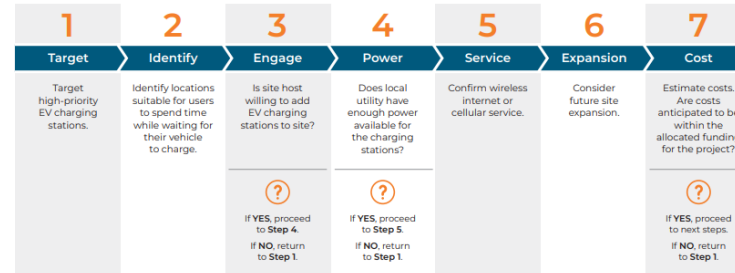 1 2 3 4 5 6 7
Target Identify Engage Power Service Expansion Cost
Target
high-priority
EV charging
stations.
Identify locations
suitable for users
to spend time
while waiting for
their vehicle
to charge.
Is site host
willing to add
EV charging
stations to site?
?
If YES, proceed
to Step 4.
If NO, return
to Step 1.
Does local
utility have
enough power
available for
the charging
stations?
?
If YES, proceed
to Step 5.
If NO, return
to Step 1.
Confirm wireless
internet or
cellular service.
Consider
future site
expansion.
Estimate costs.
Are costs
anticipated to be
within the
allocated funding
for the project?
?
If YES, proceed
to next steps.
If NO, return
to Step 1.